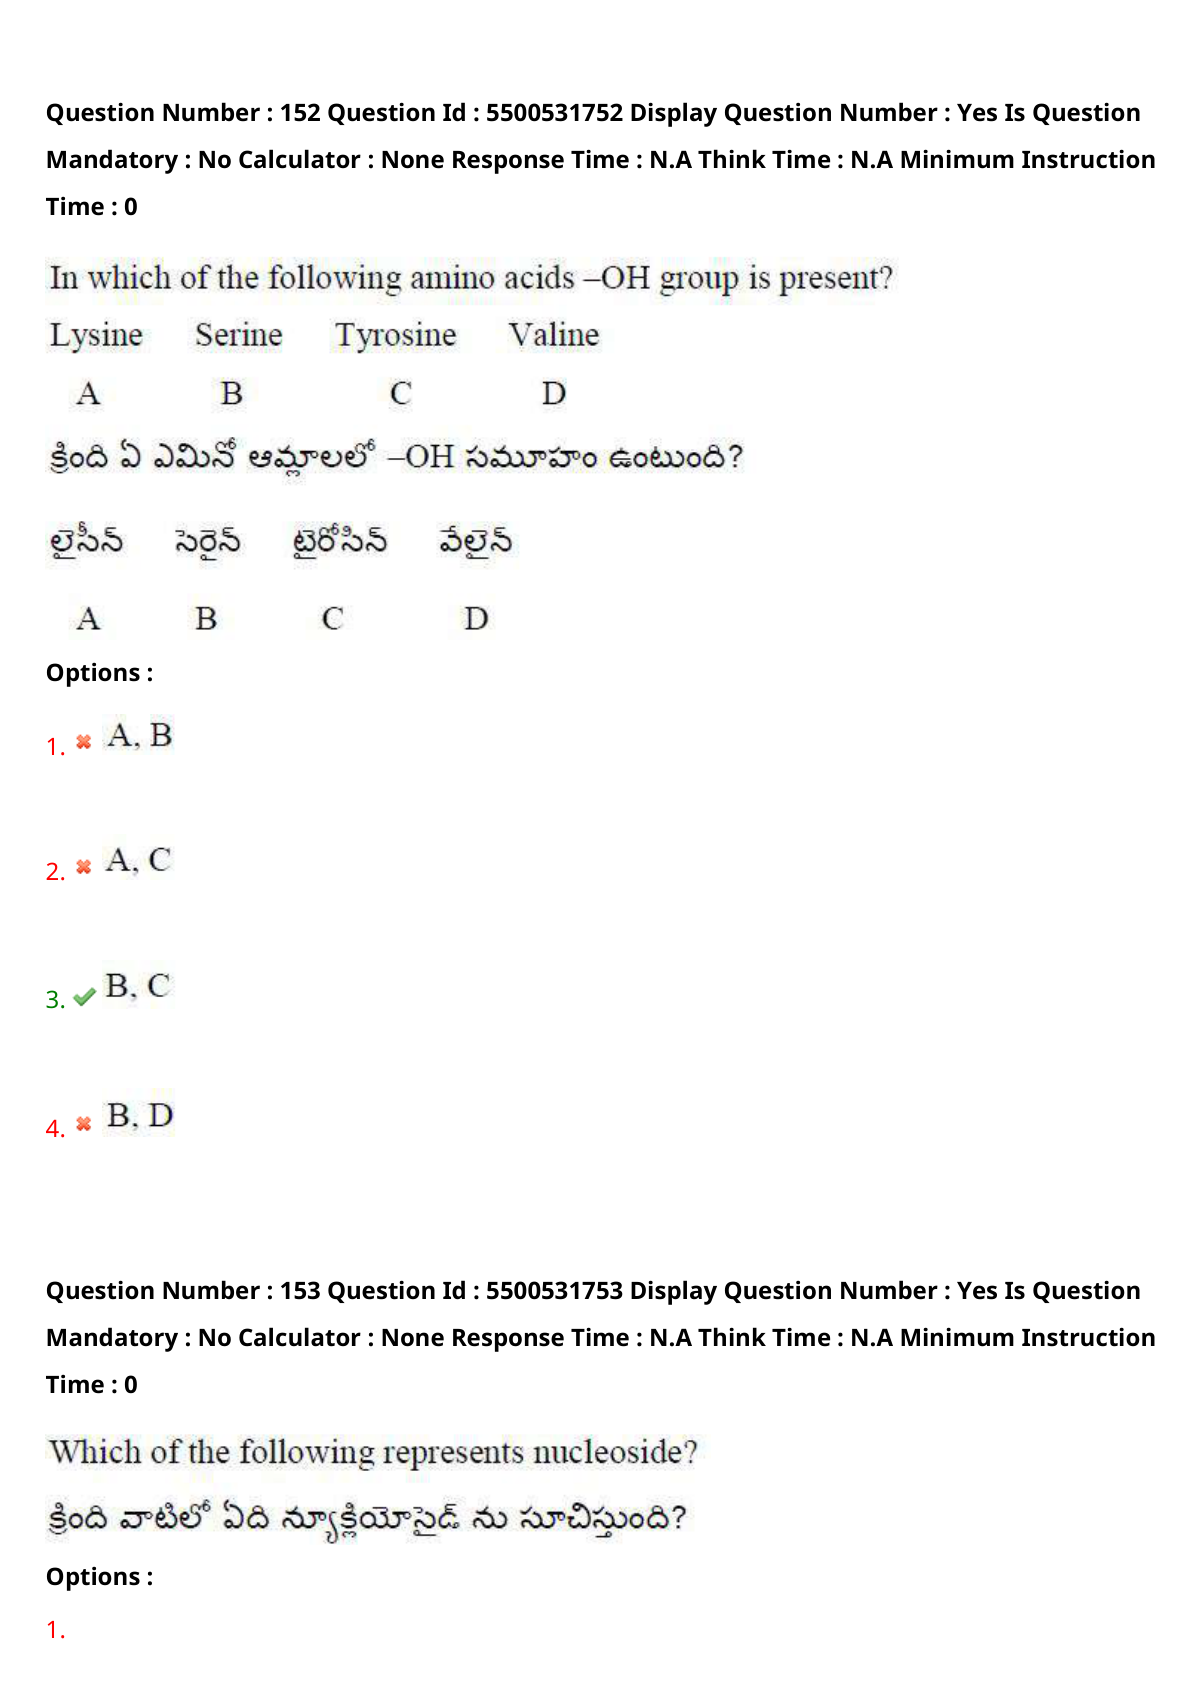 Question Number : 152 Question Id : 5500531752 Display Question Number : Yes Is Question
Mandatory : No Calculator : None Response Time : N.A Think Time : N.A Minimum Instruction
Time : 0
In which of the following amino acids –OH group is present?
Lysine Serine Tyrosine Valine
A B C D
క్రింది ఏ ఎమినో ఆమ్లాలలో –OH సమూహం ఉంటుంది?
లైసీన్ సెరైన్ టైరోసిన్ వేలైన్
A B C D
Options :
1. A, B
2. A, C
3. B, C
4. B, D
Question Number : 153 Question Id : 5500531753 Display Question Number : Yes Is Question
Mandatory : No Calculator : None Response Time : N.A Think Time : N.A Minimum Instruction
Time : 0
Which of the following represents nucleoside?
క్రింది వాటిలో ఏది న్యూక్లియోసైడ్ ను సూచిస్తుంది?
Options :
1.